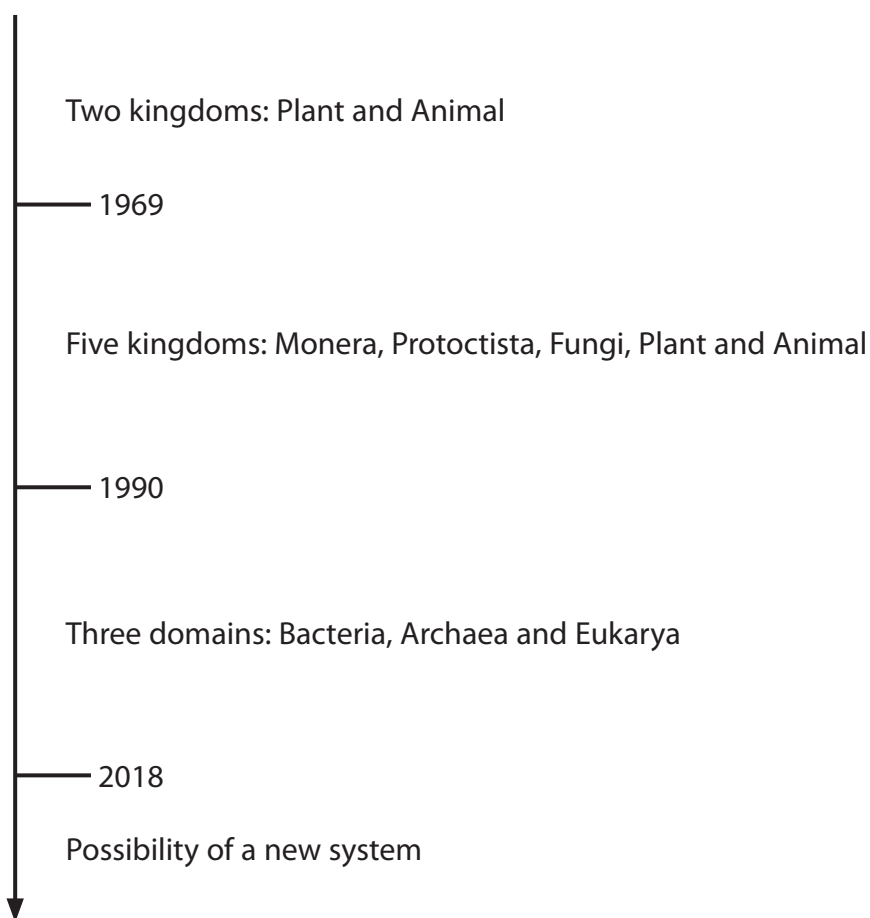 Two kingdoms: Plant and Animal
1969
Five kingdoms: Monera, Protoctista, Fungi, Plant and Animal
1990
Three domains: Bacteria, Archaea and Eukarya
2018
Possibility of a new system